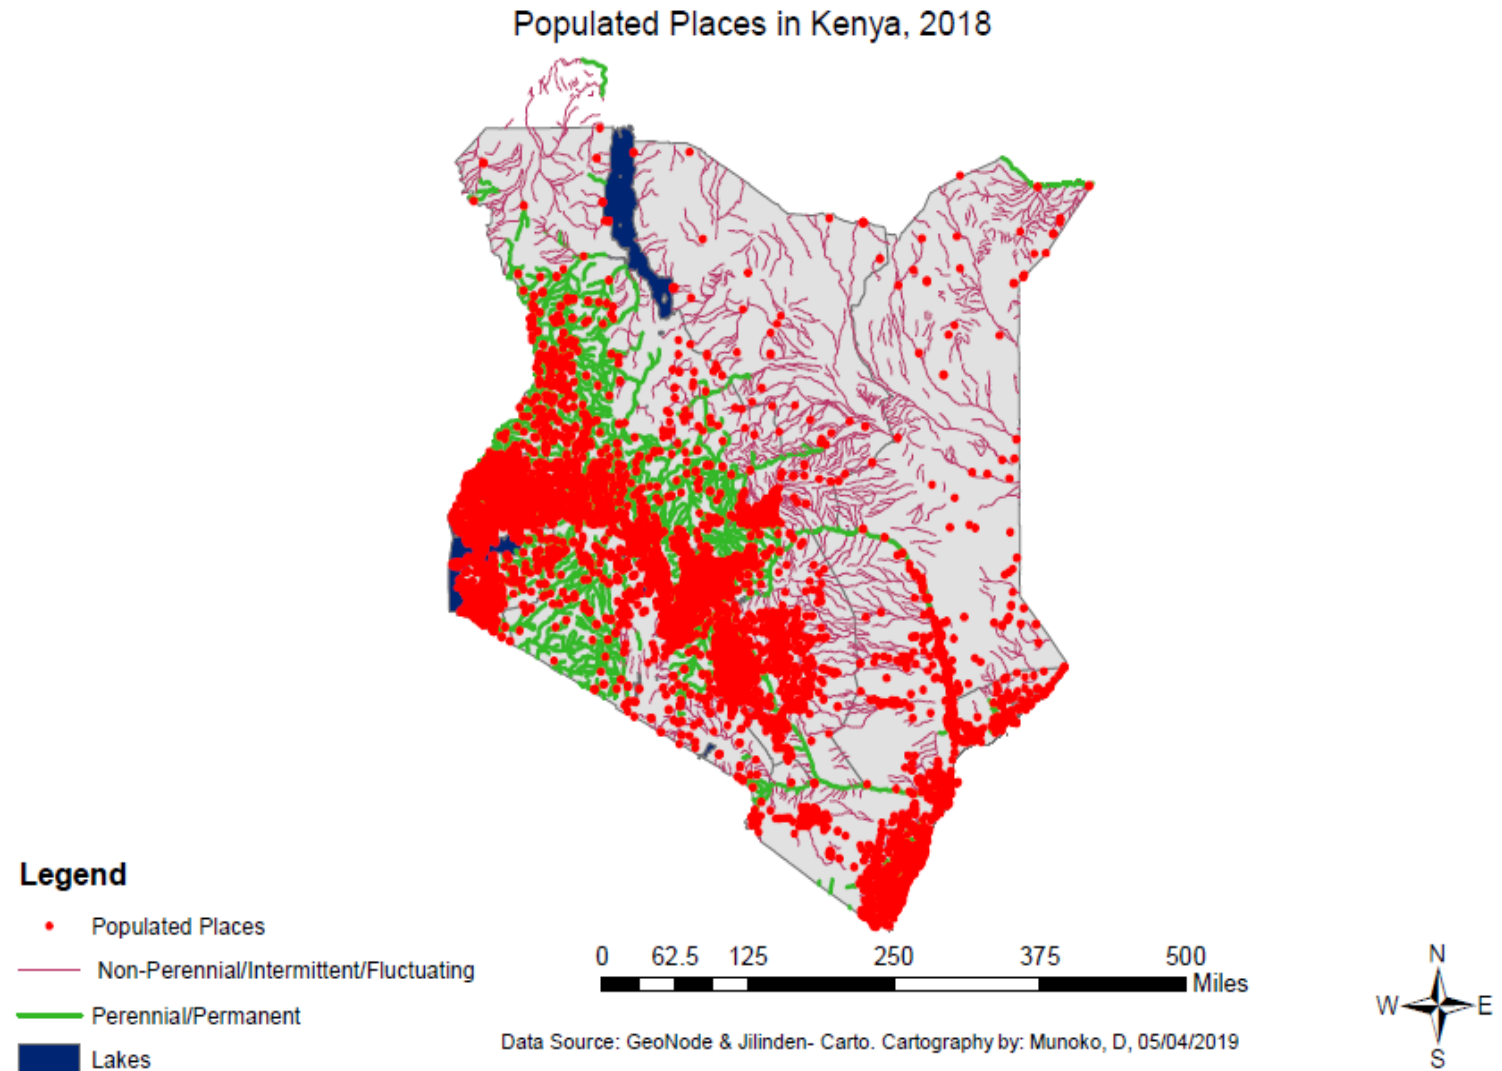 Populated Places in Kenya, 2018
Legend
Populated Places
Non-Perennial/Intermittent/Fluctuating
Perennial/Permanent
Lakes
0 62.5 125 250 375 500
Miles
Data Source: GeoNode & Jilinden- Carto. Cartography by: Munoko, D, 05/04/2019
N
W E
S